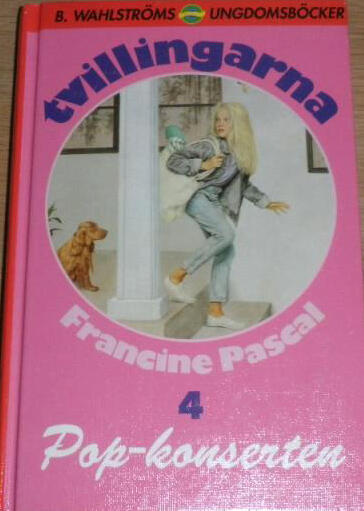 B. WAHLSTRÖMS UNGDOMSBÖCKER
tvillingarna
Francine Pascal
4
Pop-konserten